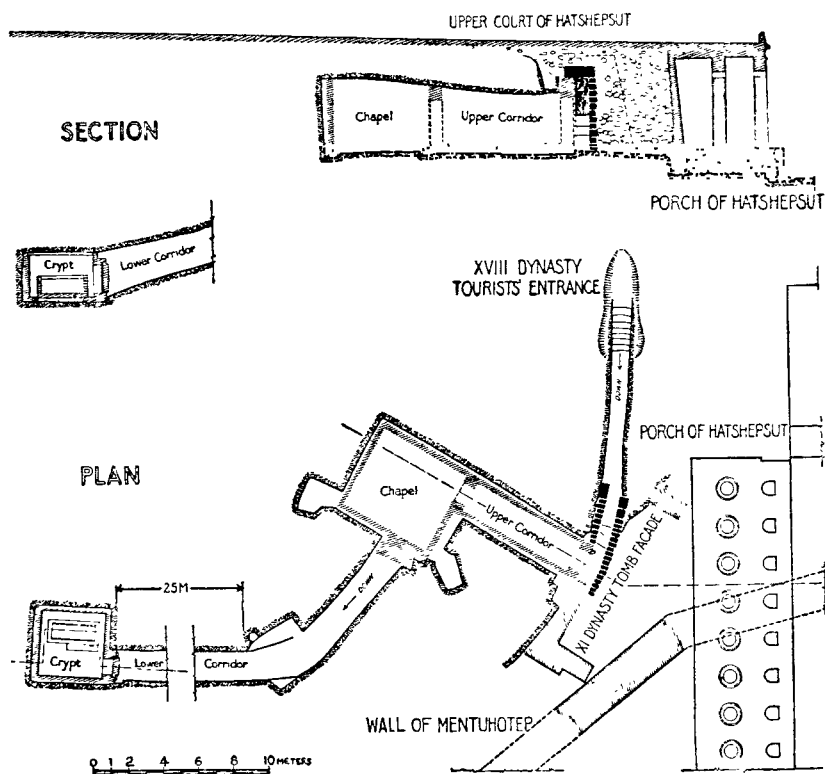 UPPER COURT OF HATSHEPSUT
SECTION
Chapel
Upper Corridor
PORCH OF HATSHEPSUT
Crypt
Lower Corridor
XVIII DYNASTY
TOURISTS' ENTRANCE
DOWN
PLAN
PORCH OF HATSHEPSUT
Chapel
Upper Corridor
XI DYNASTY TOMB FACADE
DOWN
25M
Crypt
Lower Corridor
WALL OF MENTUHOTEP
0 1 2 4 6 8 10 METERS